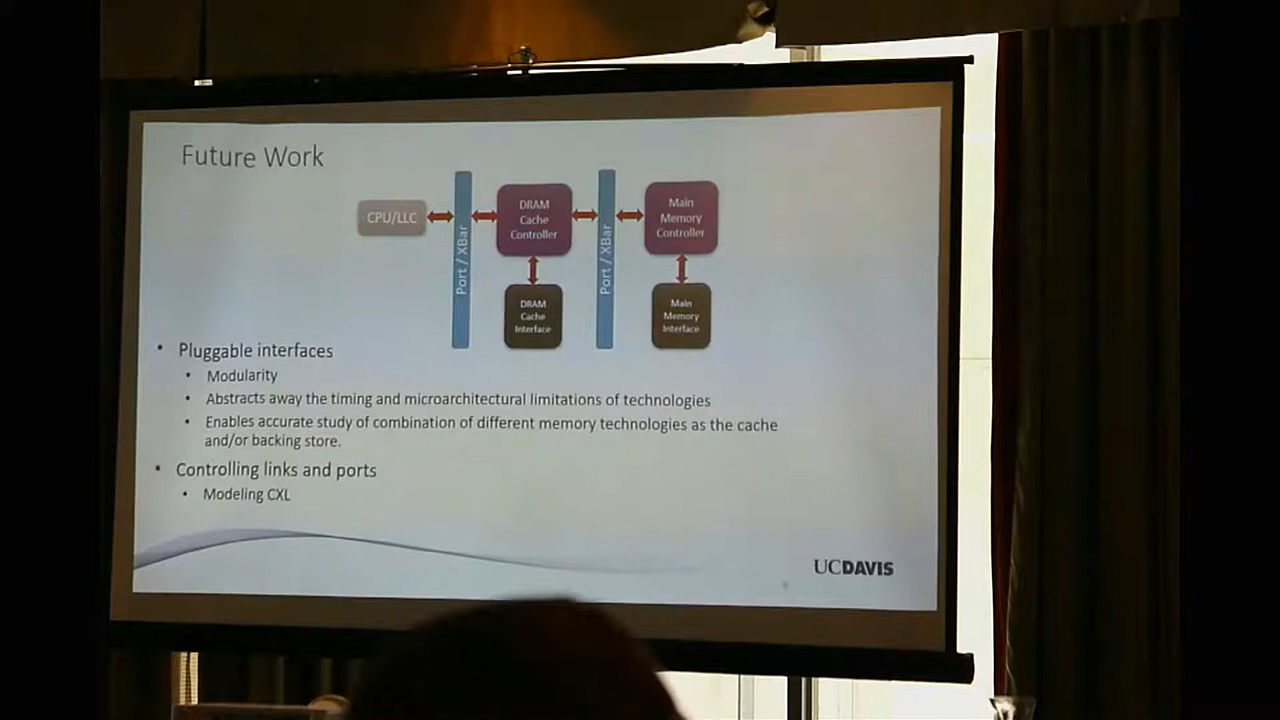 Future Work
CPU/LLC
Port / XBar
DRAM
Cache
Controller
Port / XBar
Main
Memory
Controller
DRAM
Cache
Interface
Main
Memory
Interface
• Pluggable interfaces
• Modularity
• Abstracts away the timing and microarchitectural limitations of technologies
• Enables accurate study of combination of different memory technologies as the cache
and/or backing store.
• Controlling links and ports
• Modeling CXL
UCDAVIS